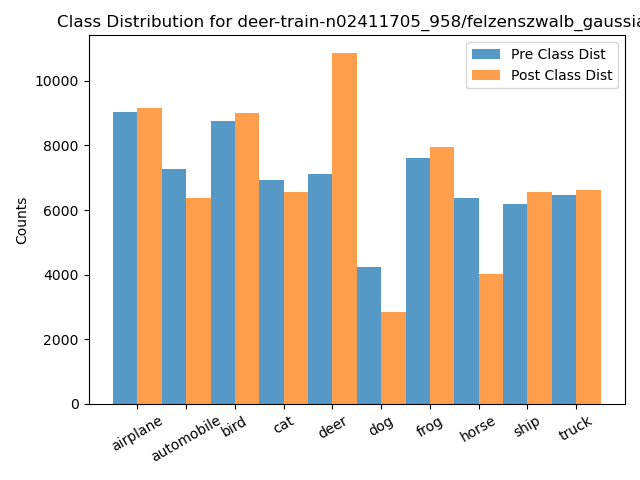 Class Distribution for deer-train-n02411705_958/felzenszwalb_gaussia
Pre Class Dist
Post Class Dist
Counts
10000
8000
6000
4000
2000
0
airplane
automobile
bird
cat
deer
dog
frog
horse
ship
truck